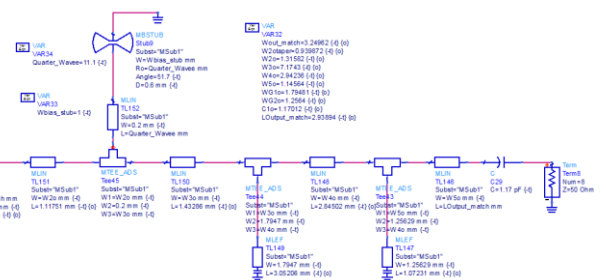 VAR
VAR34
Quarter_Wavee=11.1 {-t}
VAR
VAR33
Wbias_stub=1 {-t}
MBSTUB
Stub9
Subst="MSub1"
W=Wbias_stub mm
Ro=Quarter_Wavee mm
Angle=51.7 {-t}
D=0.6 mm {-t}
VAR
VAR32
Wout_match=3.24962 {-t} {o}
W2otaper=0.939872 {-t} {o}
W2o=1.31582 {-t} {o}
W3o=7.1743 {-t} {o}
W4o=2.94236 {-t} {o}
W5o=1.14564 {-t} {o}
WG1o=1.79481 {-t} {o}
WG2o=1.2564 {-t} {o}
C1o=1.17012 {-t} {o}
LOutput_match=2.93894 {-t} {o}
MLIN
TL152
Subst="MSub1"
W=0.2 mm {-t}
L=Quarter_Wavee mm
MLIN
TL151
Subst="MSub1"
W=W2o mm {-t}
L=1.11751 mm {-t} {o}
MTEE_ADS
Tee45
Subst="MSub1"
W1=W2o mm {-t}
W2=0.2 mm {-t}
W3=W3o mm {-t}
MLIN
TL150
Subst="MSub1"
W=W3o mm {-t}
L=1.43286 mm {-t} {o}
MTEE_ADS
Tee44
Subst="MSub1"
W1=W3o mm {-t}
W2=1.7947 mm {-t}
W3=W4o mm {-t}
MLIN
TL148
Subst="MSub1"
W=W4o mm {-t}
L=2.84502 mm {-t} {o}
MTEE_ADS
Tee43
Subst="MSub1"
W1=W5o mm {-t}
W2=1.25629 mm {-t}
W3=W4o mm {-t}
MLIN
TL146
Subst="MSub1"
W=W5o mm {-t}
L=LOutput_match mm
C
C29
C=1.17 pF {-t}
Term
Term6
Num=6
Z=50 Ohm
MLEF
TL149
Subst="MSub1"
W=1.7947 mm {-t}
L=3.05206 mm {-t} {o}
MLEF
TL147
Subst="MSub1"
W=1.25629 mm {-t}
L=1.07231 mm {-t} {o}